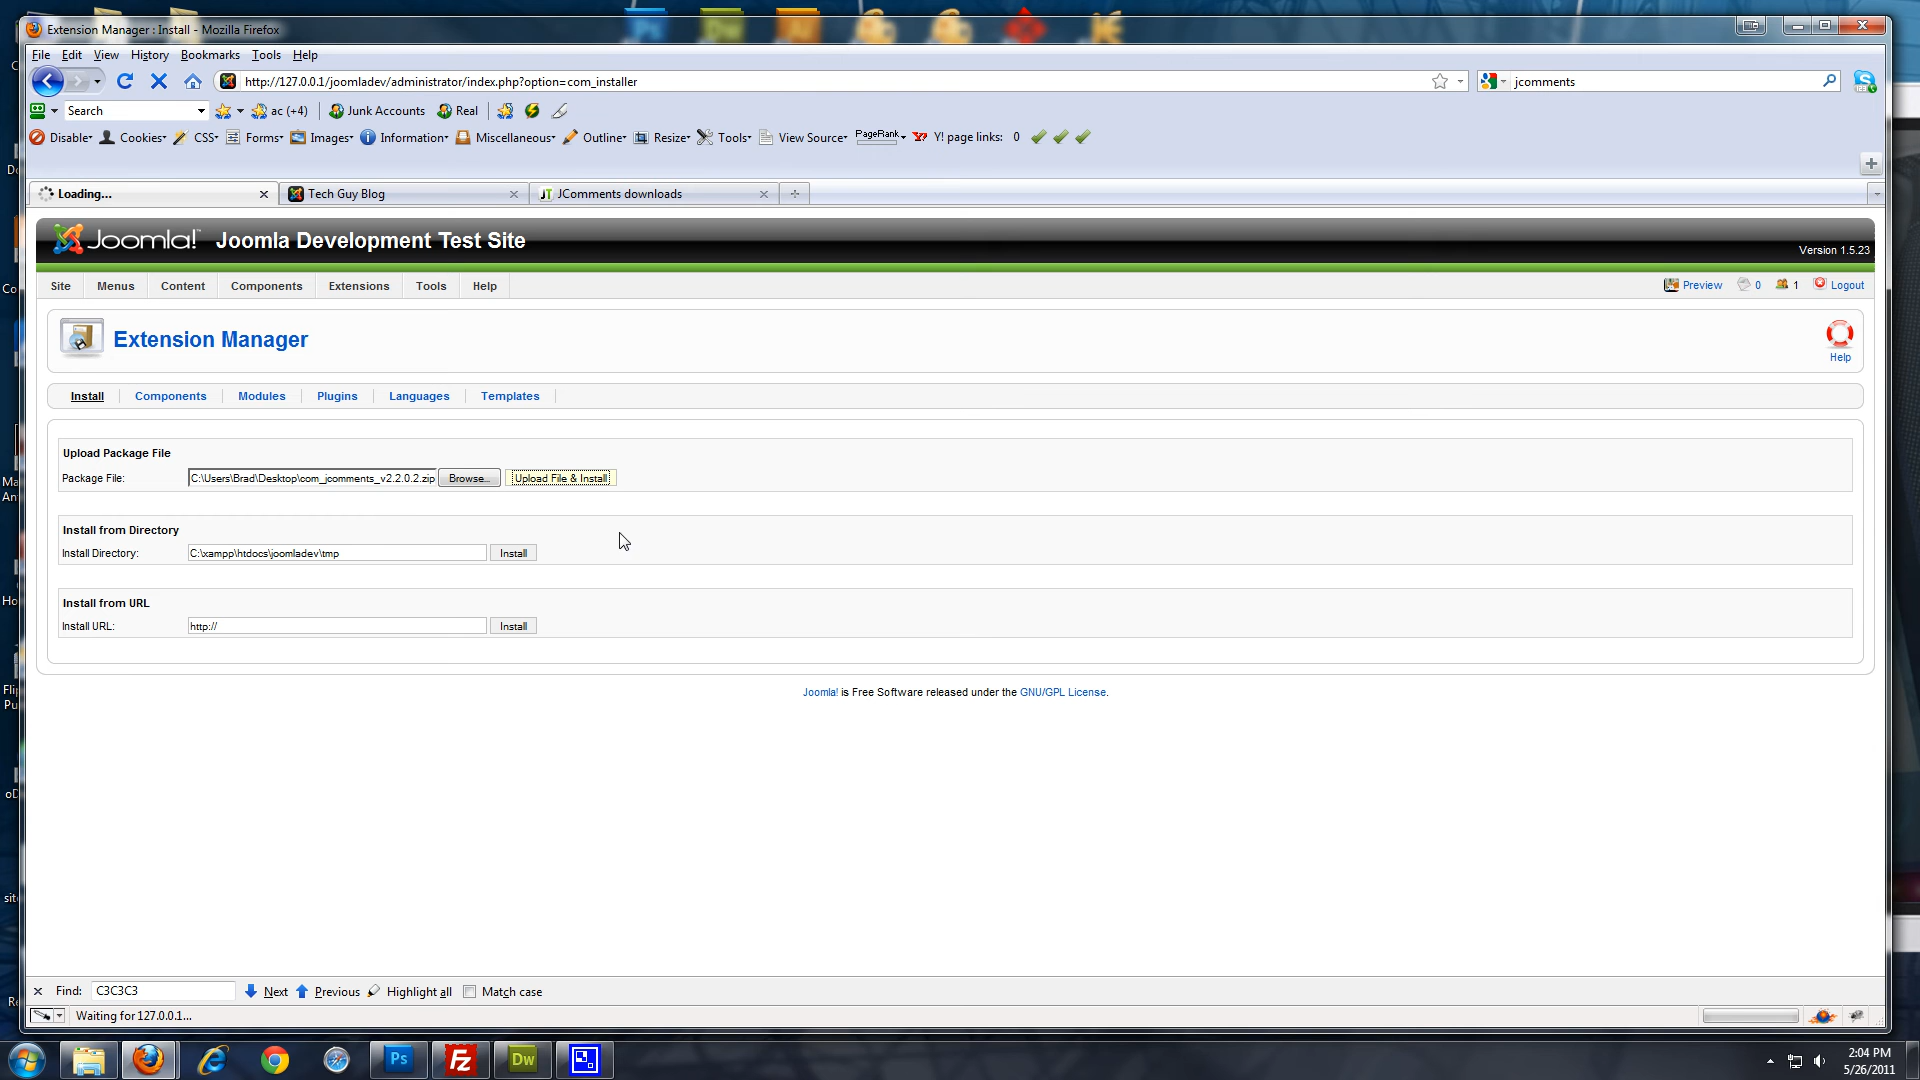 Extension Manager : Install - Mozilla Firefox
File Edit View History Bookmarks Tools Help
http://127.0.0.1/joomladev/administrator/index.php?option=com_installer
jcomments
Search ac (+4) Junk Accounts Real
Disable Cookies CSS Forms Images Information Miscellaneous Outline Resize Tools View Source PageRank Y! page links: 0
Loading... Tech Guy Blog JComments downloads
Joomla! Joomla Development Test Site
Version 1.5.23
Site Menus Content Components Extensions Tools Help
Preview 0 1 Logout
Extension Manager
Help
Install Components Modules Plugins Languages Templates
Upload Package File
Package File: C:\Users\Brad\Desktop\com_jcomments_v2.2.0.2.zip Browse... Upload File & Install
Install from Directory
Install Directory: C:\xampp\htdocs\joomladev\tmp Install
Install from URL
Install URL: http:// Install
Joomla! is Free Software released under the GNU/GPL License.
Find: C3C3C3 Next Previous Highlight all Match case
Waiting for 127.0.0.1...
Ps Fz Dw
2:04 PM
5/26/2011